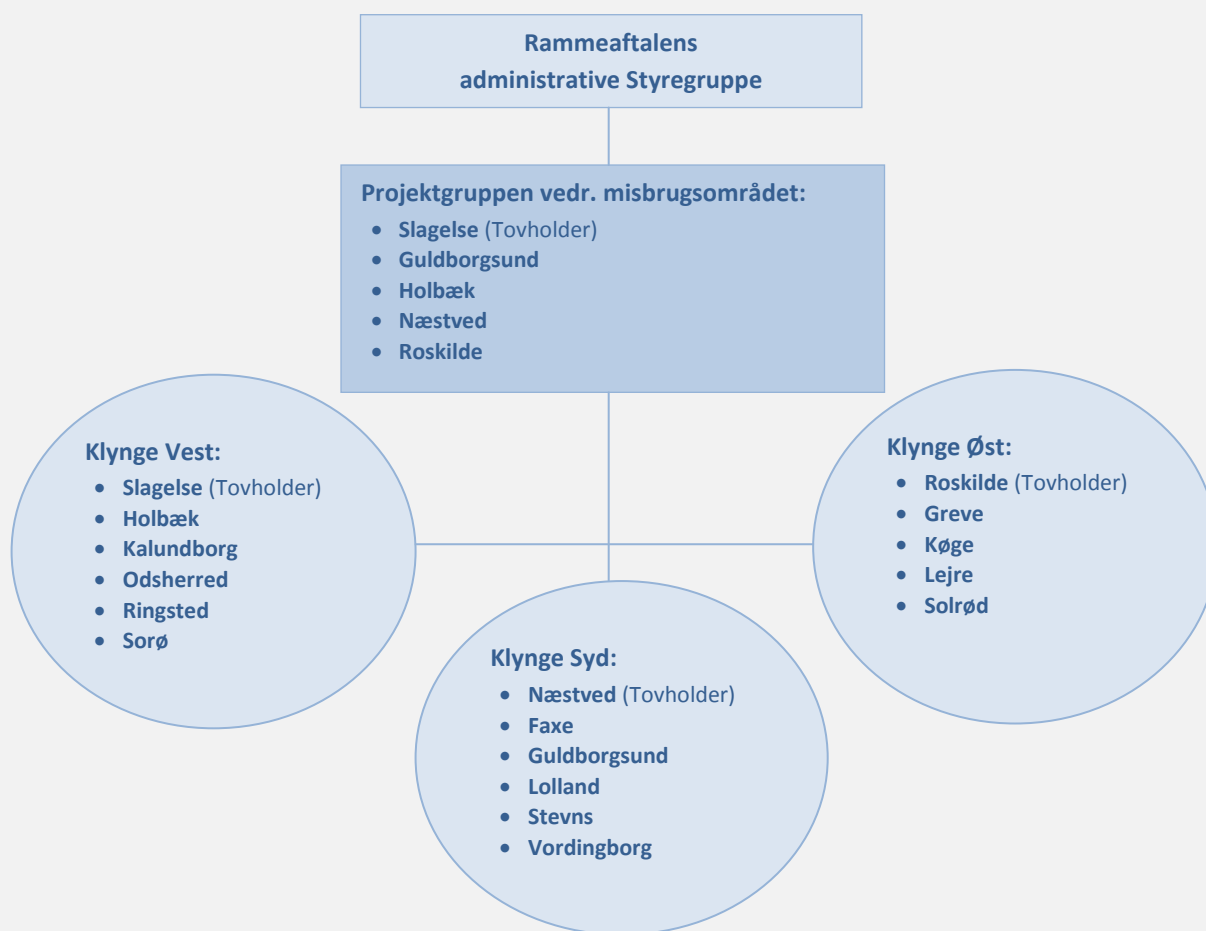 Rammeaftalens
administrative Styregruppe
Projektgruppen vedr. misbrugsområdet:
• Slagelse (Tovholder)
• Guldborgsund
• Holbæk
• Næstved
• Roskilde
Klynge Vest:
• Slagelse (Tovholder)
• Holbæk
• Kalundborg
• Odsherred
• Ringsted
• Sorø
Klynge Øst:
• Roskilde (Tovholder)
• Greve
• Køge
• Lejre
• Solrød
Klynge Syd:
• Næstved (Tovholder)
• Faxe
• Guldborgsund
• Lolland
• Stevns
• Vordingborg